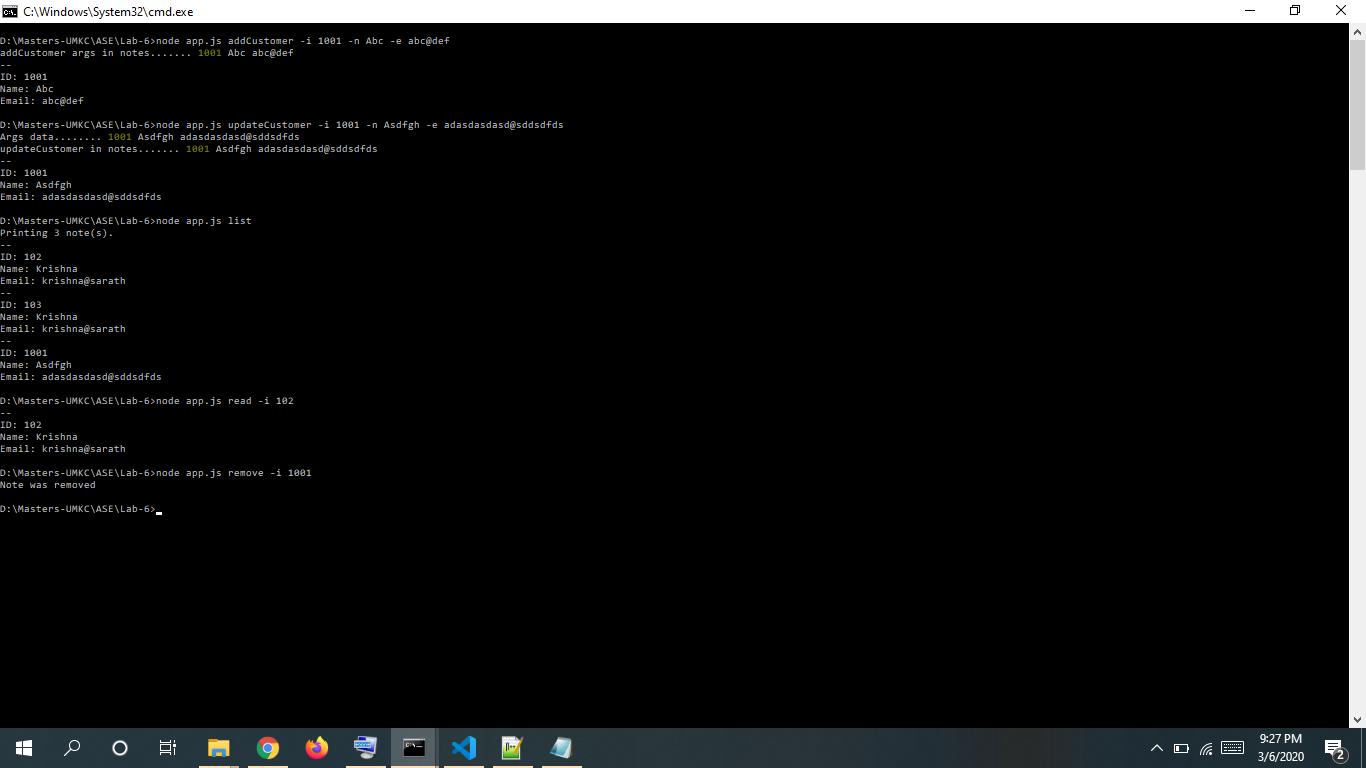 C:\Windows\System32\cmd.exe
D:\Masters-UMKC\ASE\Lab-6>node app.js addCustomer -i 1001 -n Abc -e abc@def
addCustomer args in notes....... 1001 Abc abc@def
--
ID: 1001
Name: Abc
Email: abc@def
D:\Masters-UMKC\ASE\Lab-6>node app.js updateCustomer -i 1001 -n Asdfgh -e adasdasdasd@sddsdfds
Args data........ 1001 Asdfgh adasdasdasd@sddsdfds
updateCustomer in notes....... 1001 Asdfgh adasdasdasd@sddsdfds
--
ID: 1001
Name: Asdfgh
Email: adasdasdasd@sddsdfds
D:\Masters-UMKC\ASE\Lab-6>node app.js list
Printing 3 note(s).
--
ID: 102
Name: Krishna
Email: krishna@sarath
--
ID: 103
Name: Krishna
Email: krishna@sarath
--
ID: 1001
Name: Asdfgh
Email: adasdasdasd@sddsdfds
D:\Masters-UMKC\ASE\Lab-6>node app.js read -i 102
--
ID: 102
Name: Krishna
Email: krishna@sarath
D:\Masters-UMKC\ASE\Lab-6>node app.js remove -i 1001
Note was removed
D:\Masters-UMKC\ASE\Lab-6>
9:27 PM
3/6/2020
2